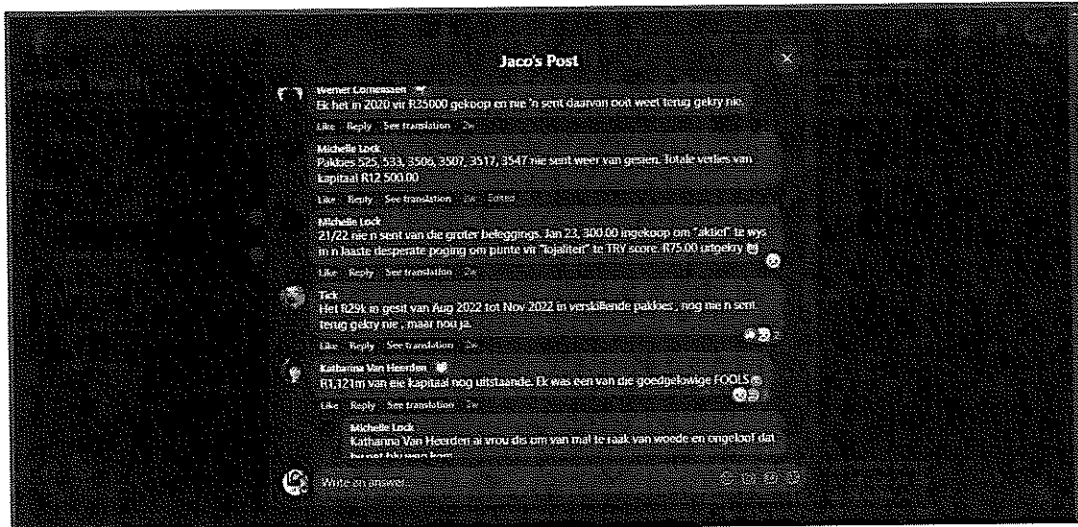 Jaco's Post
Werner
Ek het in 2020 vir R35000 gekoop en nie 'n sent daarvan ooit weet terug gekry nie.
Like Reply See translation 2w
Michelle Lock
Pakkies 525, 533, 3506, 3507, 3517, 3547 nie sent weer van gesien. Totale verlies van
kapitaal R12 500.00
Like Reply See translation 2w Edited
Michelle Lock
21/22 nie n sent van die groter beleggings. Jan 23, 300.00 ingekoop om "aktief" te wys
in n laaste desperate poging om punte vir "lojaliteit" te TRY score. R75.00 uitgekry
Like Reply See translation 2w
Tick
Het R29k in gesit van Aug 2022 tot Nov 2022 in verskillende pakkies, nog nie n sent
terug gekry nie, maar nou ja.
2
Like Reply See translation 2w
Katharina Van Heerden
R1,121m van eie kapitaal nog uitstaande. Ek was een van die goedgelowige FOOLS
Like Reply See translation 2w
Michelle Lock
Katharina Van Heerden ai vrou dis om van mal te raak van woede en ongeloof dat
Write an answer...